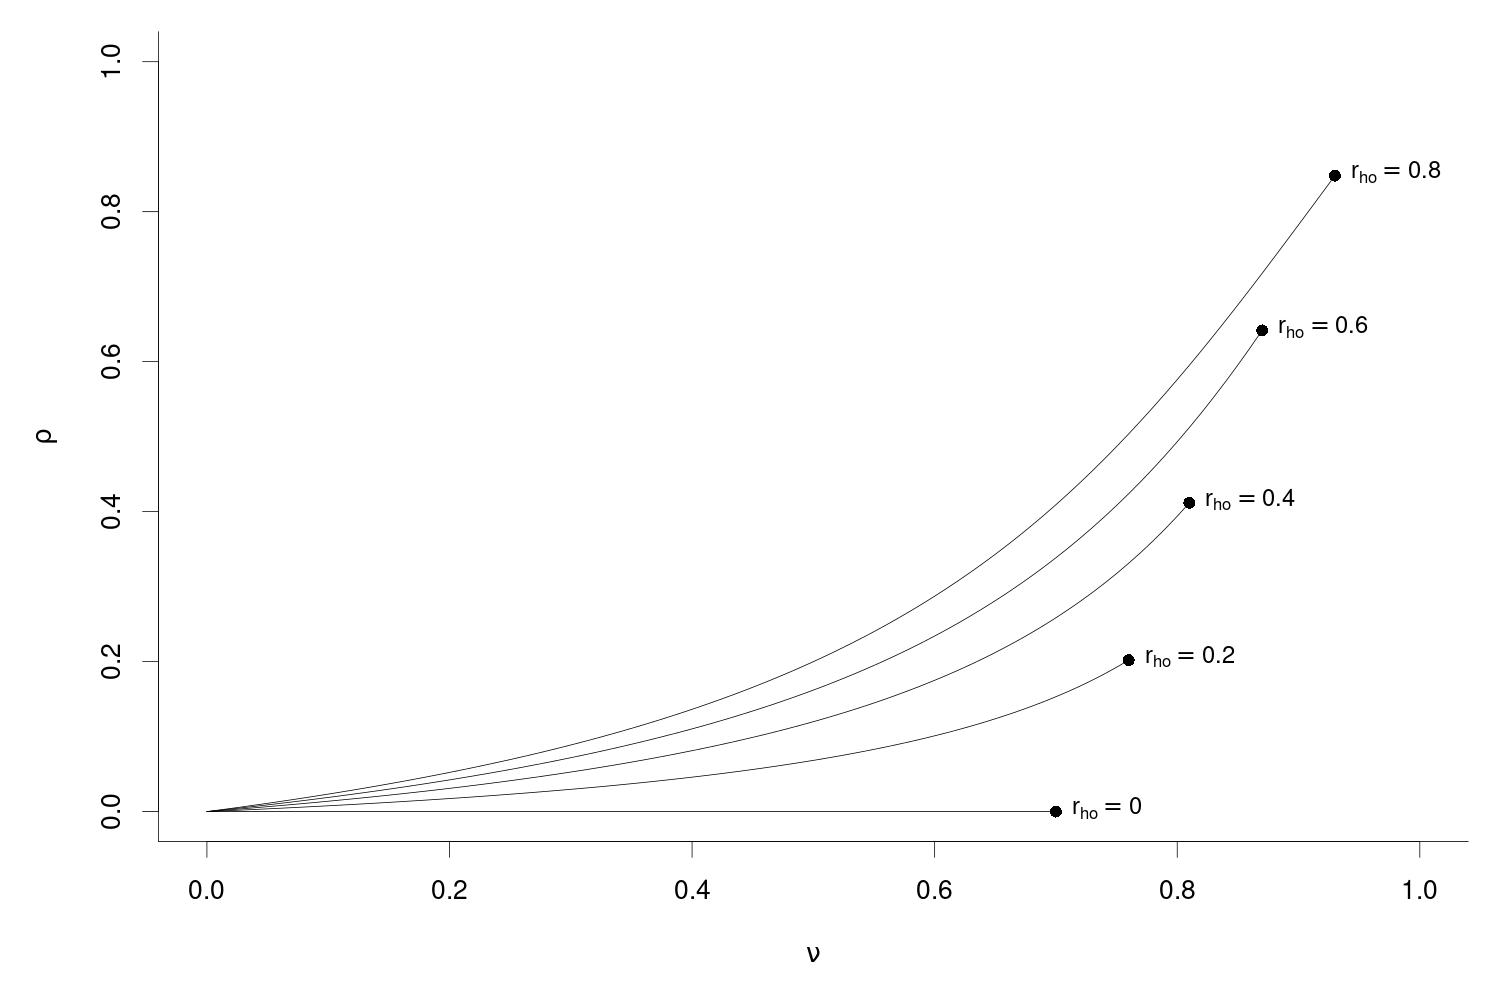 1.0
0.8
0.6
0.4
0.2
0.0
ρ
r_ho = 0.8
r_ho = 0.6
r_ho = 0.4
r_ho = 0.2
r_ho = 0
0.0 0.2 0.4 0.6 0.8 1.0
ν